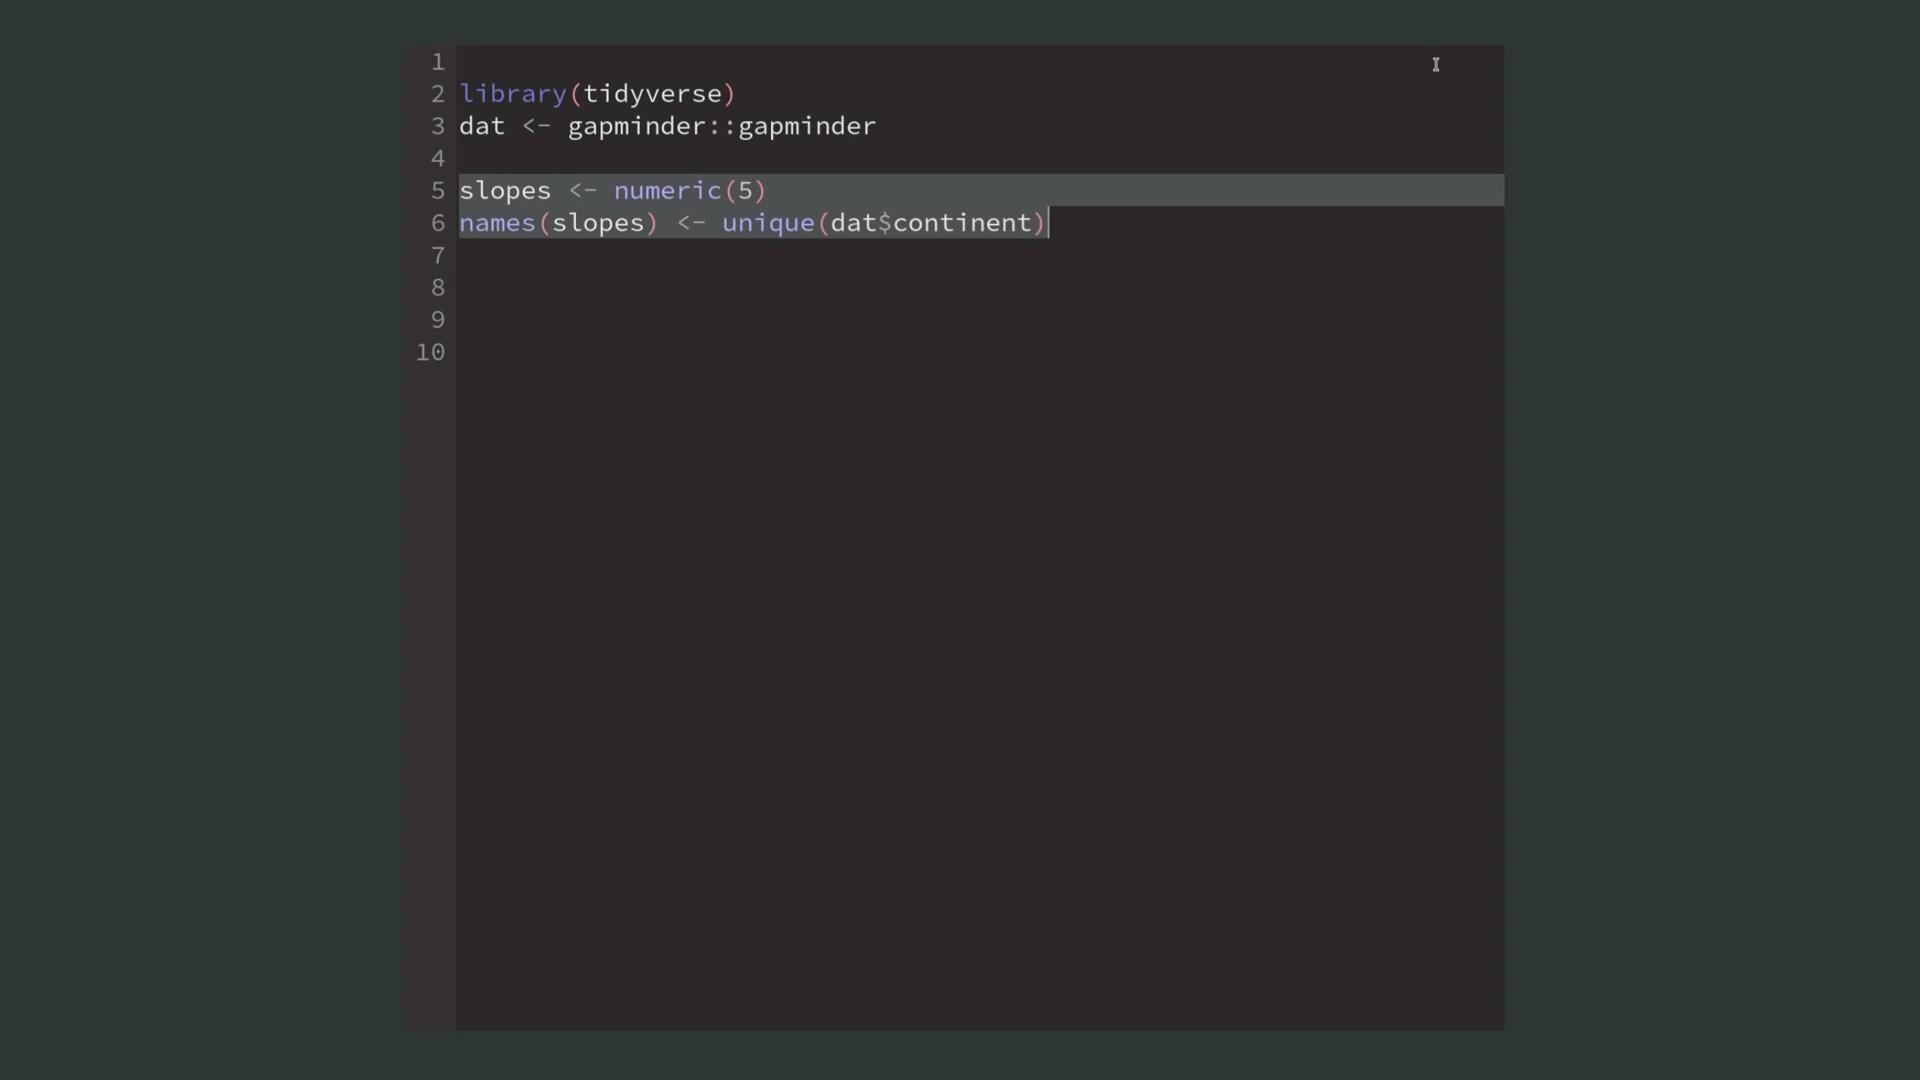 1
2 library(tidyverse)
3 dat <- gapminder::gapminder
4
5 slopes <- numeric(5)
6 names(slopes) <- unique(dat$continent)
7
8
9
10